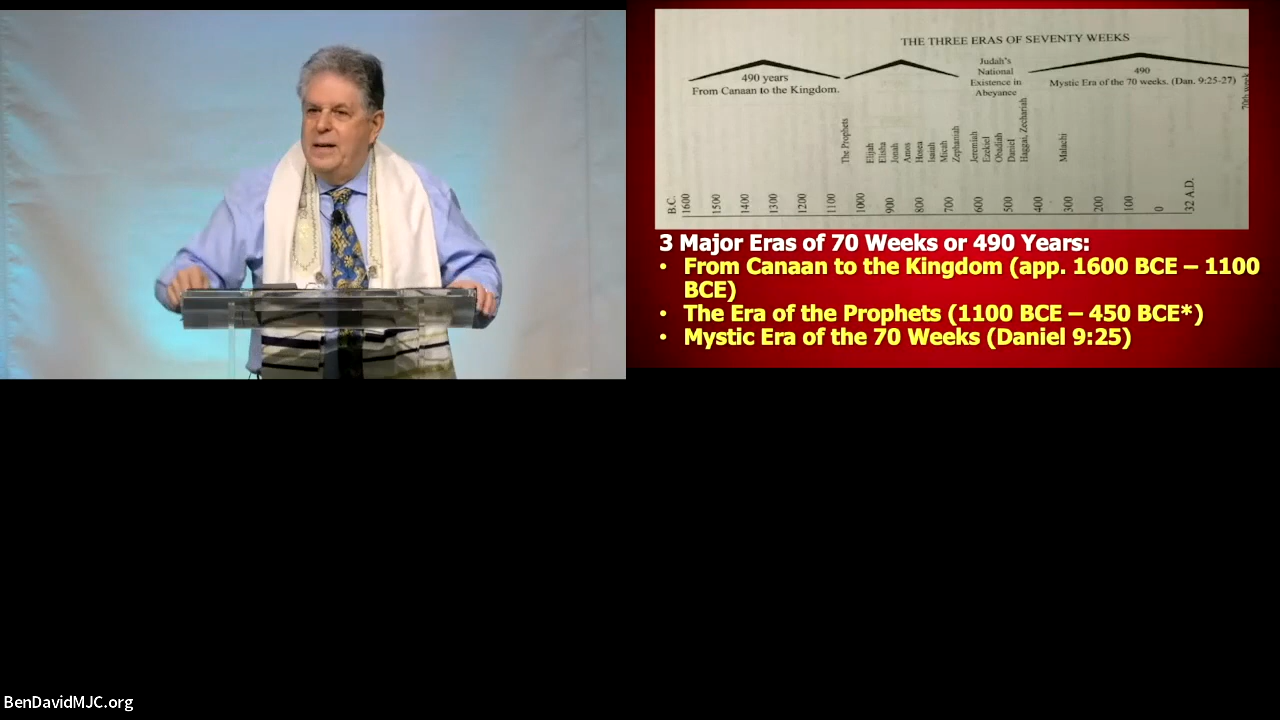 THE THREE ERAS OF SEVENTY WEEKS
490 years
From Canaan to the Kingdom.
Judah's
National
Existence in
Abeyance
490
Mystic Era of the 70 weeks. (Dan. 9:25-27)
70th week
The Prophets
Elijah
Elisha
Jonah
Amos
Hosea
Isaiah
Micah
Zephaniah
Jeremiah
Ezekiel
Obadiah
Daniel
Haggai, Zechariah
Malachi
B.C.
1600
1500
1400
1300
1200
1100
1000
900
800
700
600
500
400
300
200
100
0
32 A.D.
3 Major Eras of 70 Weeks or 490 Years:
• From Canaan to the Kingdom (app. 1600 BCE – 1100
BCE)
• The Era of the Prophets (1100 BCE – 450 BCE*)
• Mystic Era of the 70 Weeks (Daniel 9:25)
BenDavidMJC.org